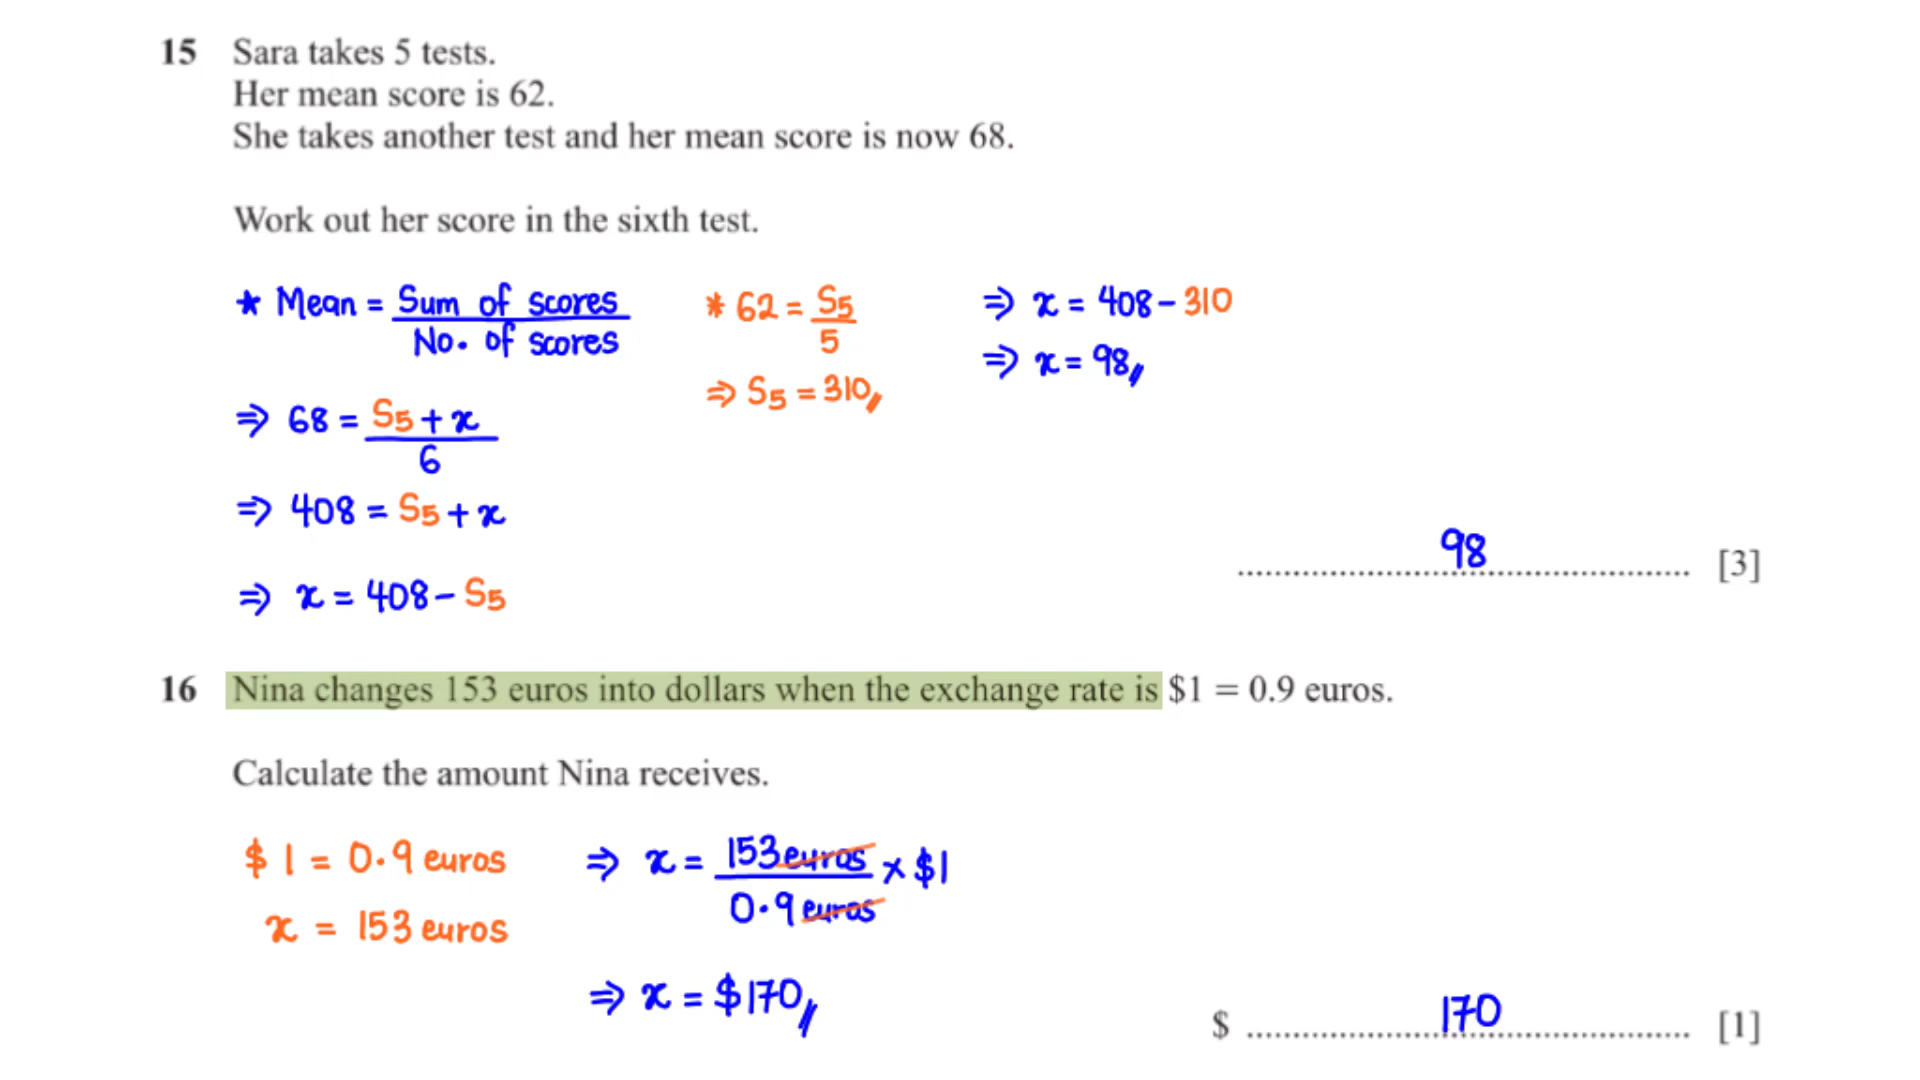 15 Sara takes 5 tests.
Her mean score is 62.
She takes another test and her mean score is now 68.
Work out her score in the sixth test.
* Mean = Sum of scores / No. of scores
⇒ 68 = S5 + x / 6
⇒ 408 = S5 + x
⇒ x = 408 - S5
* 62 = S5 / 5
⇒ S5 = 310
⇒ x = 408 - 310
⇒ x = 98
98 [3]
16 Nina changes 153 euros into dollars when the exchange rate is $1 = 0.9 euros.
Calculate the amount Nina receives.
$1 = 0.9 euros
x = 153 euros
⇒ x = 153 euros / 0.9 euros × $1
⇒ x = $170
$ 170 [1]